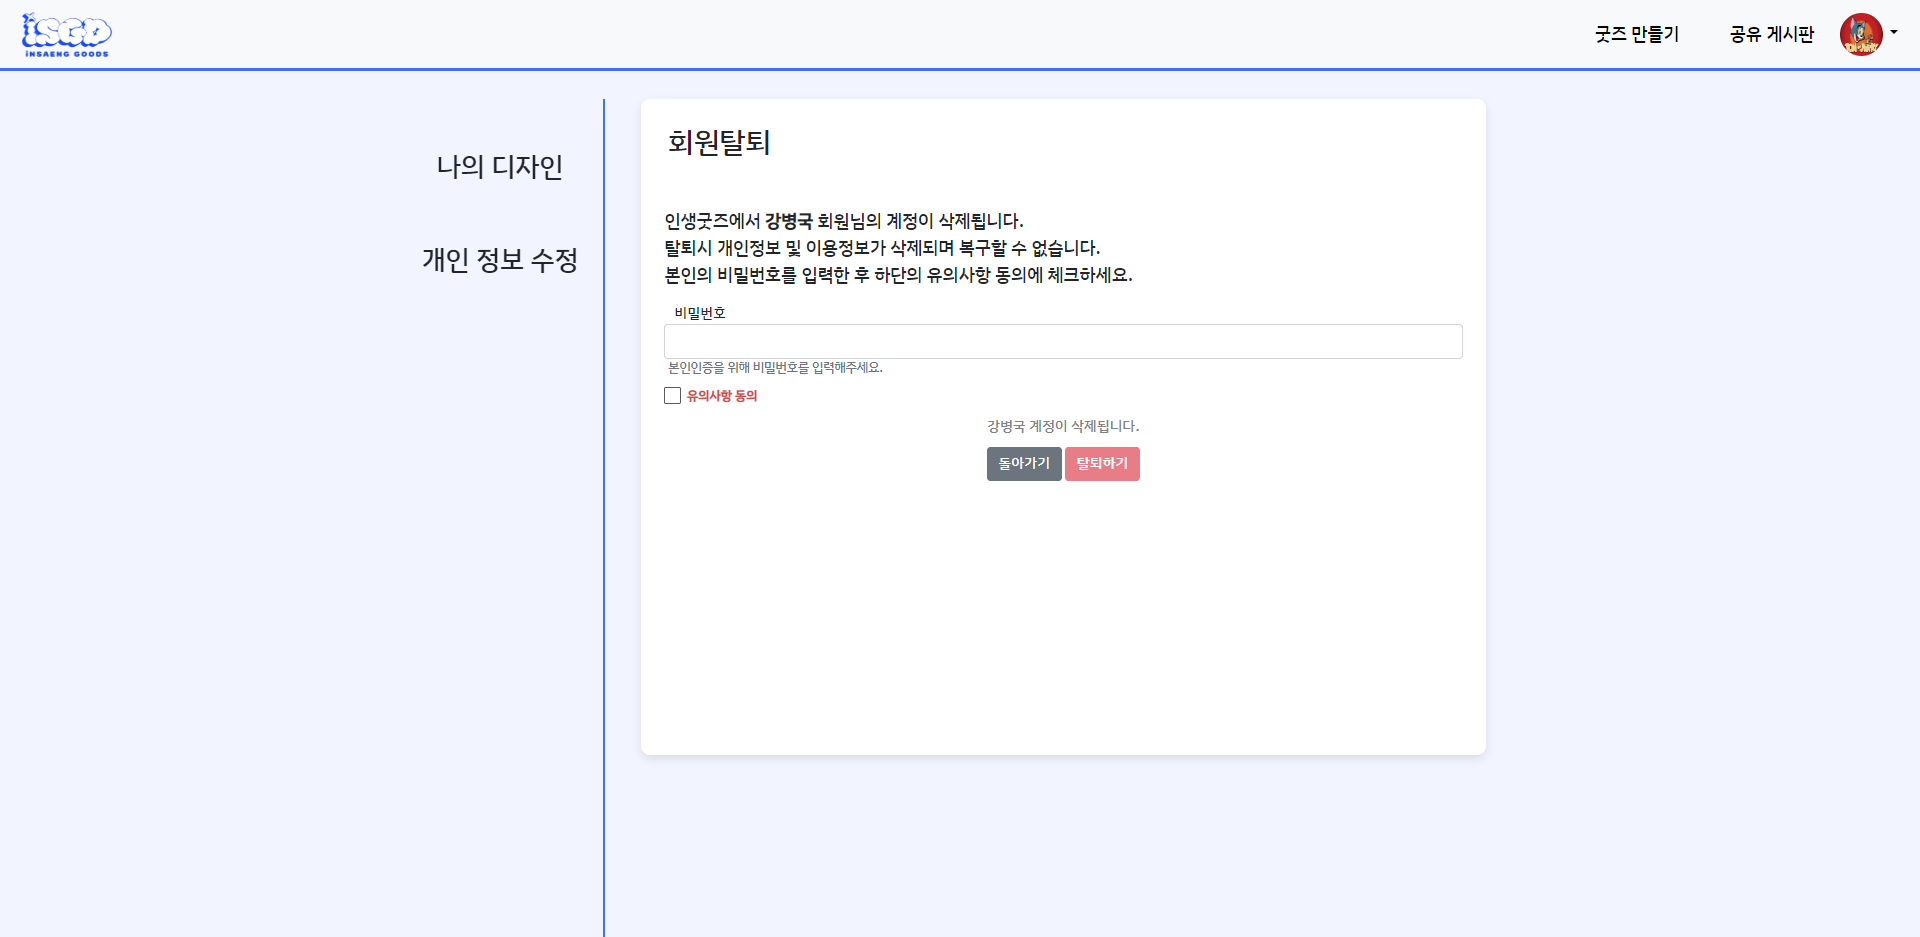 iSGD
iNSAENG GOODS
굿즈 만들기
공유 게시판
나의 디자인
개인 정보 수정
회원탈퇴
인생굿즈에서 강병국 회원님의 계정이 삭제됩니다.
탈퇴시 개인정보 및 이용정보가 삭제되며 복구할 수 없습니다.
본인의 비밀번호를 입력한 후 하단의 유의사항 동의에 체크하세요.
비밀번호
본인인증을 위해 비밀번호를 입력해주세요.
유의사항 동의
강병국 계정이 삭제됩니다.
돌아가기
탈퇴하기